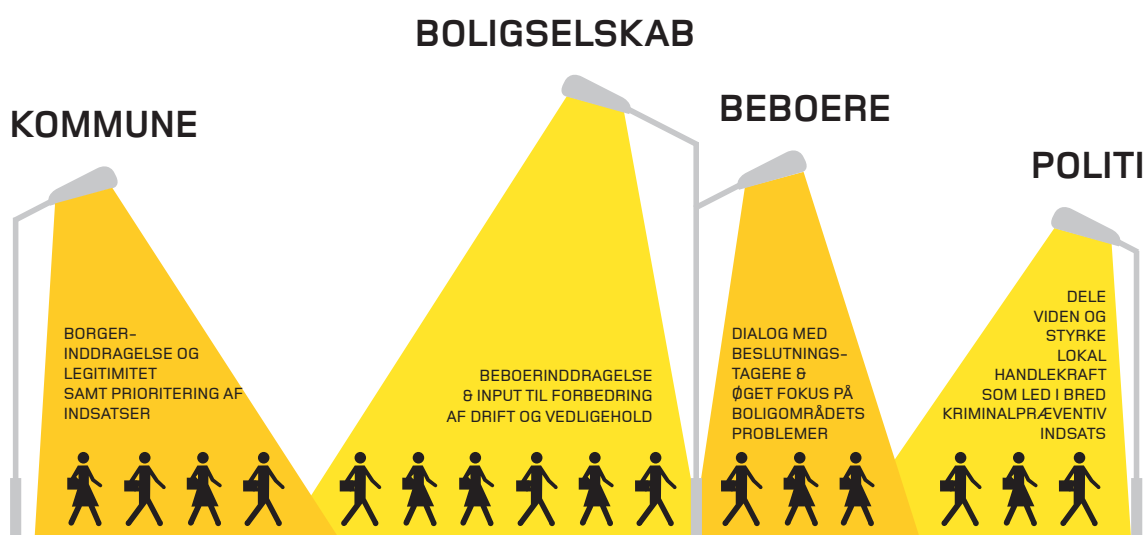 KOMMUNE
BORGER-
INDDRAGELSE OG
LEGITIMITET
SAMT PRIORITERING AF
INDSATSER
BOLIGSELSKAB
BEBOERINDDRAGELSE
& INPUT TIL FORBEDRING
AF DRIFT OG VEDLIGEHOLD
BEBOERE
DIALOG MED
BESLUTNINGS-
TAGERE &
ØGET FOKUS PÅ
BOLIGOMRÅDETS
PROBLEMER
POLITI
DELE
VIDEN OG
STYRKE
LOKAL
HANDLEKRAFT
SOM LED I BRED
KRIMINALPRÆVENTIV
INDSATS